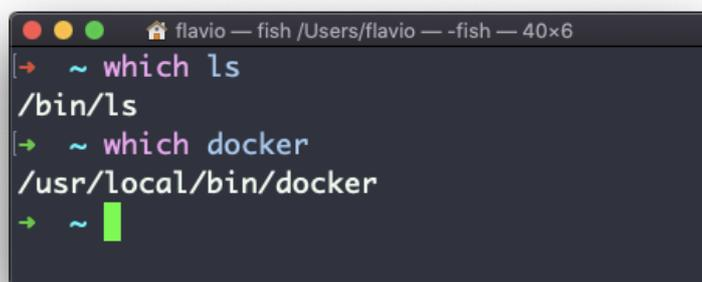 flavio — fish /Users/flavio — -fish — 40×6
[➜ ~ which ls
/bin/ls
[➜ ~ which docker
/usr/local/bin/docker
➜ ~